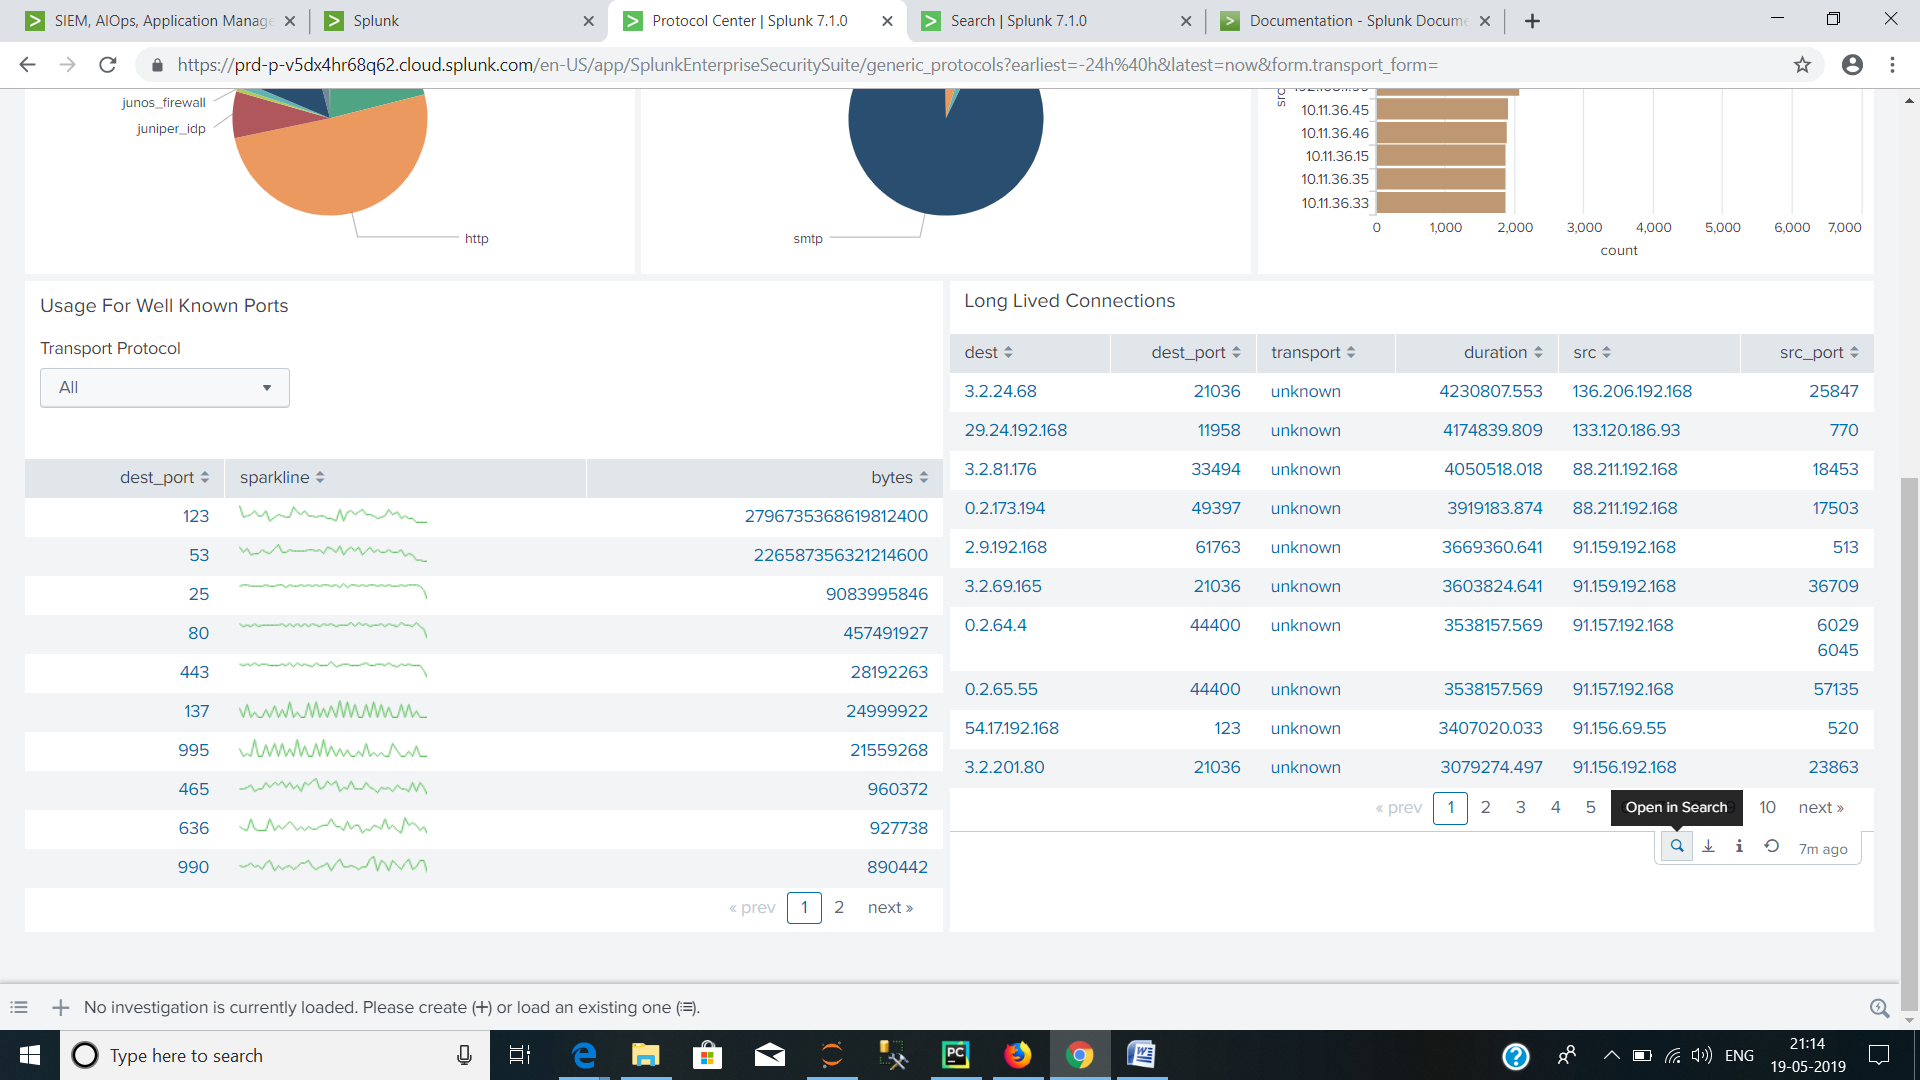 SIEM, AIOps, Application Manage
Splunk
Protocol Center | Splunk 7.1.0
Search | Splunk 7.1.0
Documentation - Splunk Docume
https://prd-p-v5dx4hr68q62.cloud.splunk.com/en-US/app/SplunkEnterpriseSecuritySuite/generic_protocols?earliest=-24h%40h&latest=now&form.transport_form=
junos_firewall
juniper_idp
http
smtp
src
10.11.36.45
10.11.36.46
10.11.36.15
10.11.36.35
10.11.36.33
0 1,000 2,000 3,000 4,000 5,000 6,000 7,000
count
Usage For Well Known Ports
Transport Protocol
All
dest_port sparkline bytes
123 2796735368619812400
53 226587356321214600
25 9083995846
80 457491927
443 28192263
137 24999922
995 21559268
465 960372
636 927738
990 890442
« prev 1 2 next »
Long Lived Connections
dest dest_port transport duration src src_port
3.2.24.68 21036 unknown 4230807.553 136.206.192.168 25847
29.24.192.168 11958 unknown 4174839.809 133.120.186.93 770
3.2.81.176 33494 unknown 4050518.018 88.211.192.168 18453
0.2.173.194 49397 unknown 3919183.874 88.211.192.168 17503
2.9.192.168 61763 unknown 3669360.641 91.159.192.168 513
3.2.69.165 21036 unknown 3603824.641 91.159.192.168 36709
0.2.64.4 44400 unknown 3538157.569 91.157.192.168 6029
6045
0.2.65.55 44400 unknown 3538157.569 91.157.192.168 57135
54.17.192.168 123 unknown 3407020.033 91.156.69.55 520
3.2.201.80 21036 unknown 3079274.497 91.156.192.168 23863
« prev 1 2 3 4 5 Open in Search 10 next »
7m ago
No investigation is currently loaded. Please create (+) or load an existing one (≔).
Type here to search
PC
W
ENG
21:14
19-05-2019